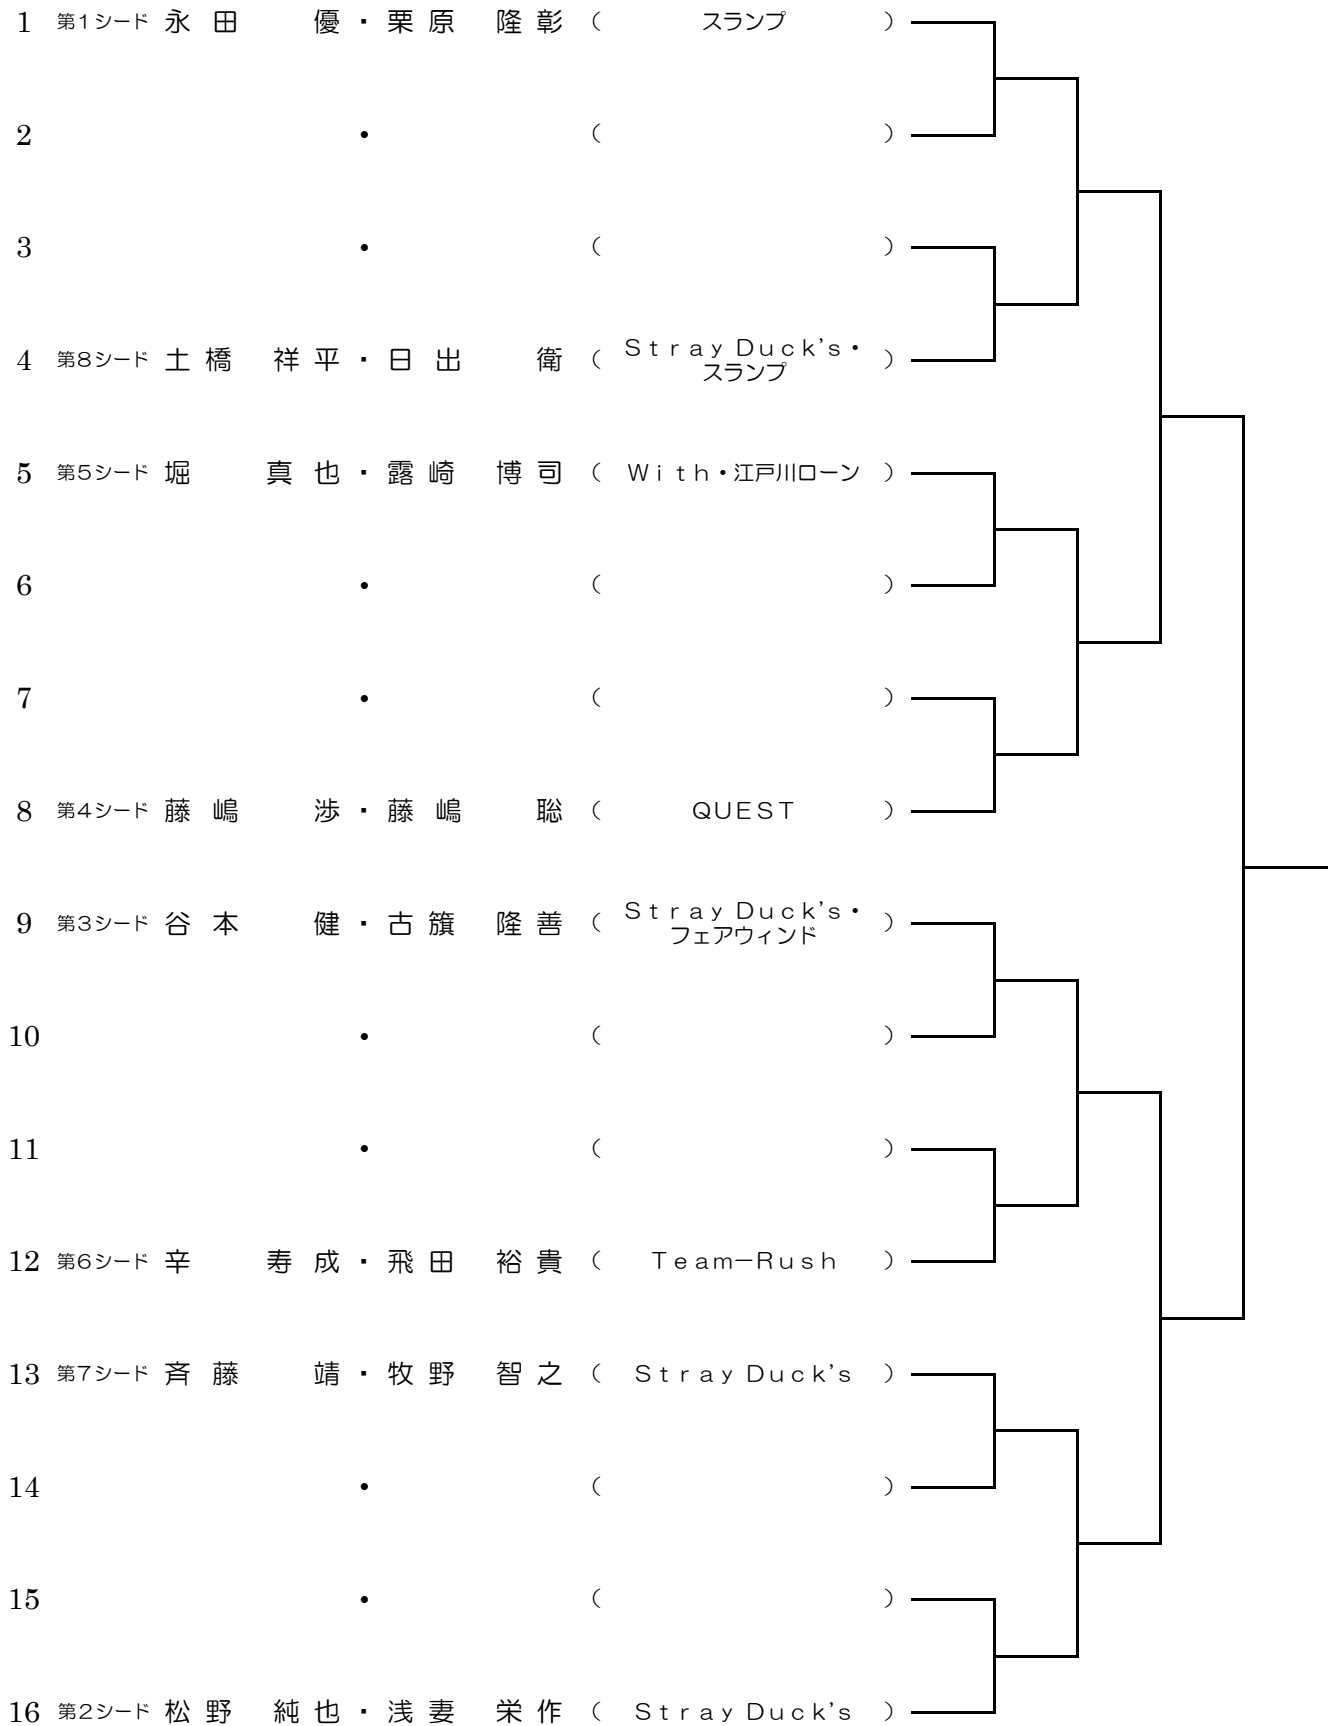 1 第1シード 永田 優・栗原 隆彰 ( スランプ )
2 ・ ( )
3 ・ ( )
4 第8シード 土橋 祥平・日出 衛 ( Stray Duck's・
スランプ )
5 第5シード 堀 真也・露崎 博司 ( With・江戸川ローン )
6 ・ ( )
7 ・ ( )
8 第4シード 藤嶋 渉・藤嶋 聡 ( QUEST )
9 第3シード 谷本 健・古籏 隆善 ( Stray Duck's・
フェアウィンド )
10 ・ ( )
11 ・ ( )
12 第6シード 辛 寿成・飛田 裕貴 ( Team－Rush )
13 第7シード 斉藤 靖・牧野 智之 ( Stray Duck's )
14 ・ ( )
15 ・ ( )
16 第2シード 松野 純也・浅妻 栄作 ( Stray Duck's )